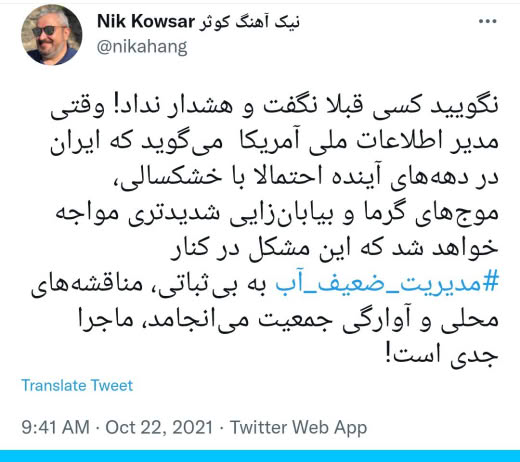 Nik Kowsar نیک آهنگ کوثر
@nikahang
نگویید کسی قبلا نگفت و هشدار نداد! وقتی
مدیر اطلاعات ملی آمریکا می‌گوید که ایران
در دهه‌های آینده احتمالا با خشکسالی،
موج‌های گرما و بیابان‌زایی شدیدتری مواجه
خواهد شد که این مشکل در کنار
#مدیریت_ضعیف_آب به بی‌ثباتی، مناقشه‌های
محلی و آوارگی جمعیت می‌انجامد، ماجرا
جدی است!
Translate Tweet
9:41 AM · Oct 22, 2021 · Twitter Web App